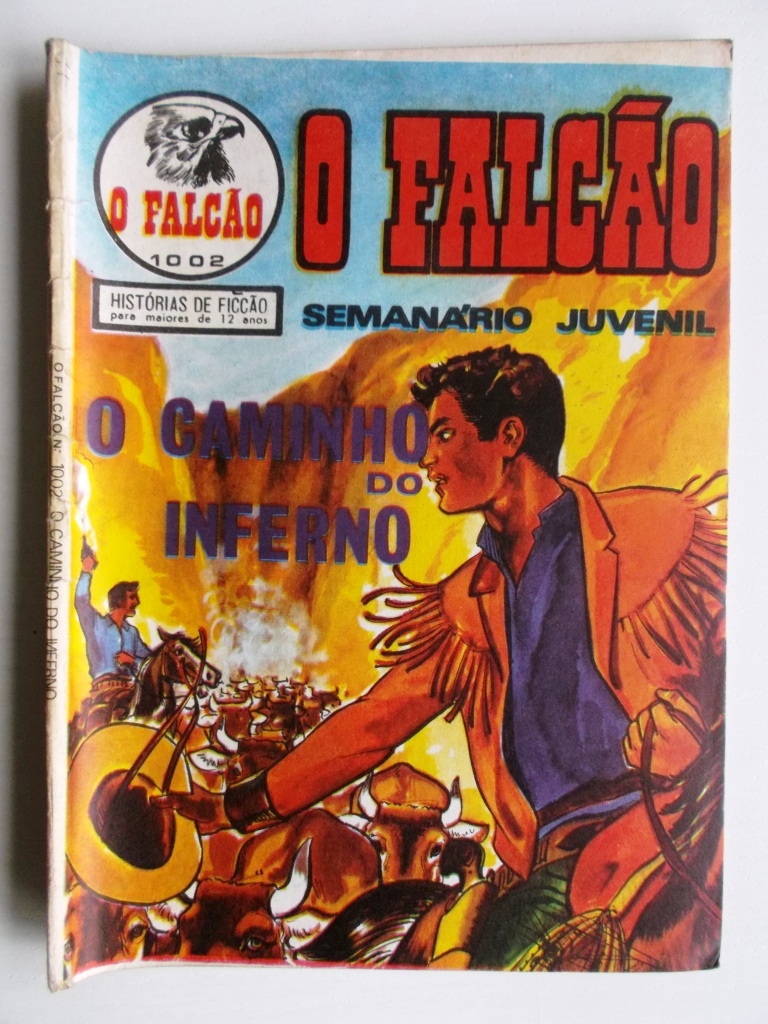 O FALCÃO
1002
O FALCÃO
HISTÓRIAS DE FICÇÃO
para maiores de 12 anos
SEMANÁRIO JUVENIL
O CAMINHO
DO
INFERNO
O FALCÃO N.º 1002 O CAMINHO DO INFERNO